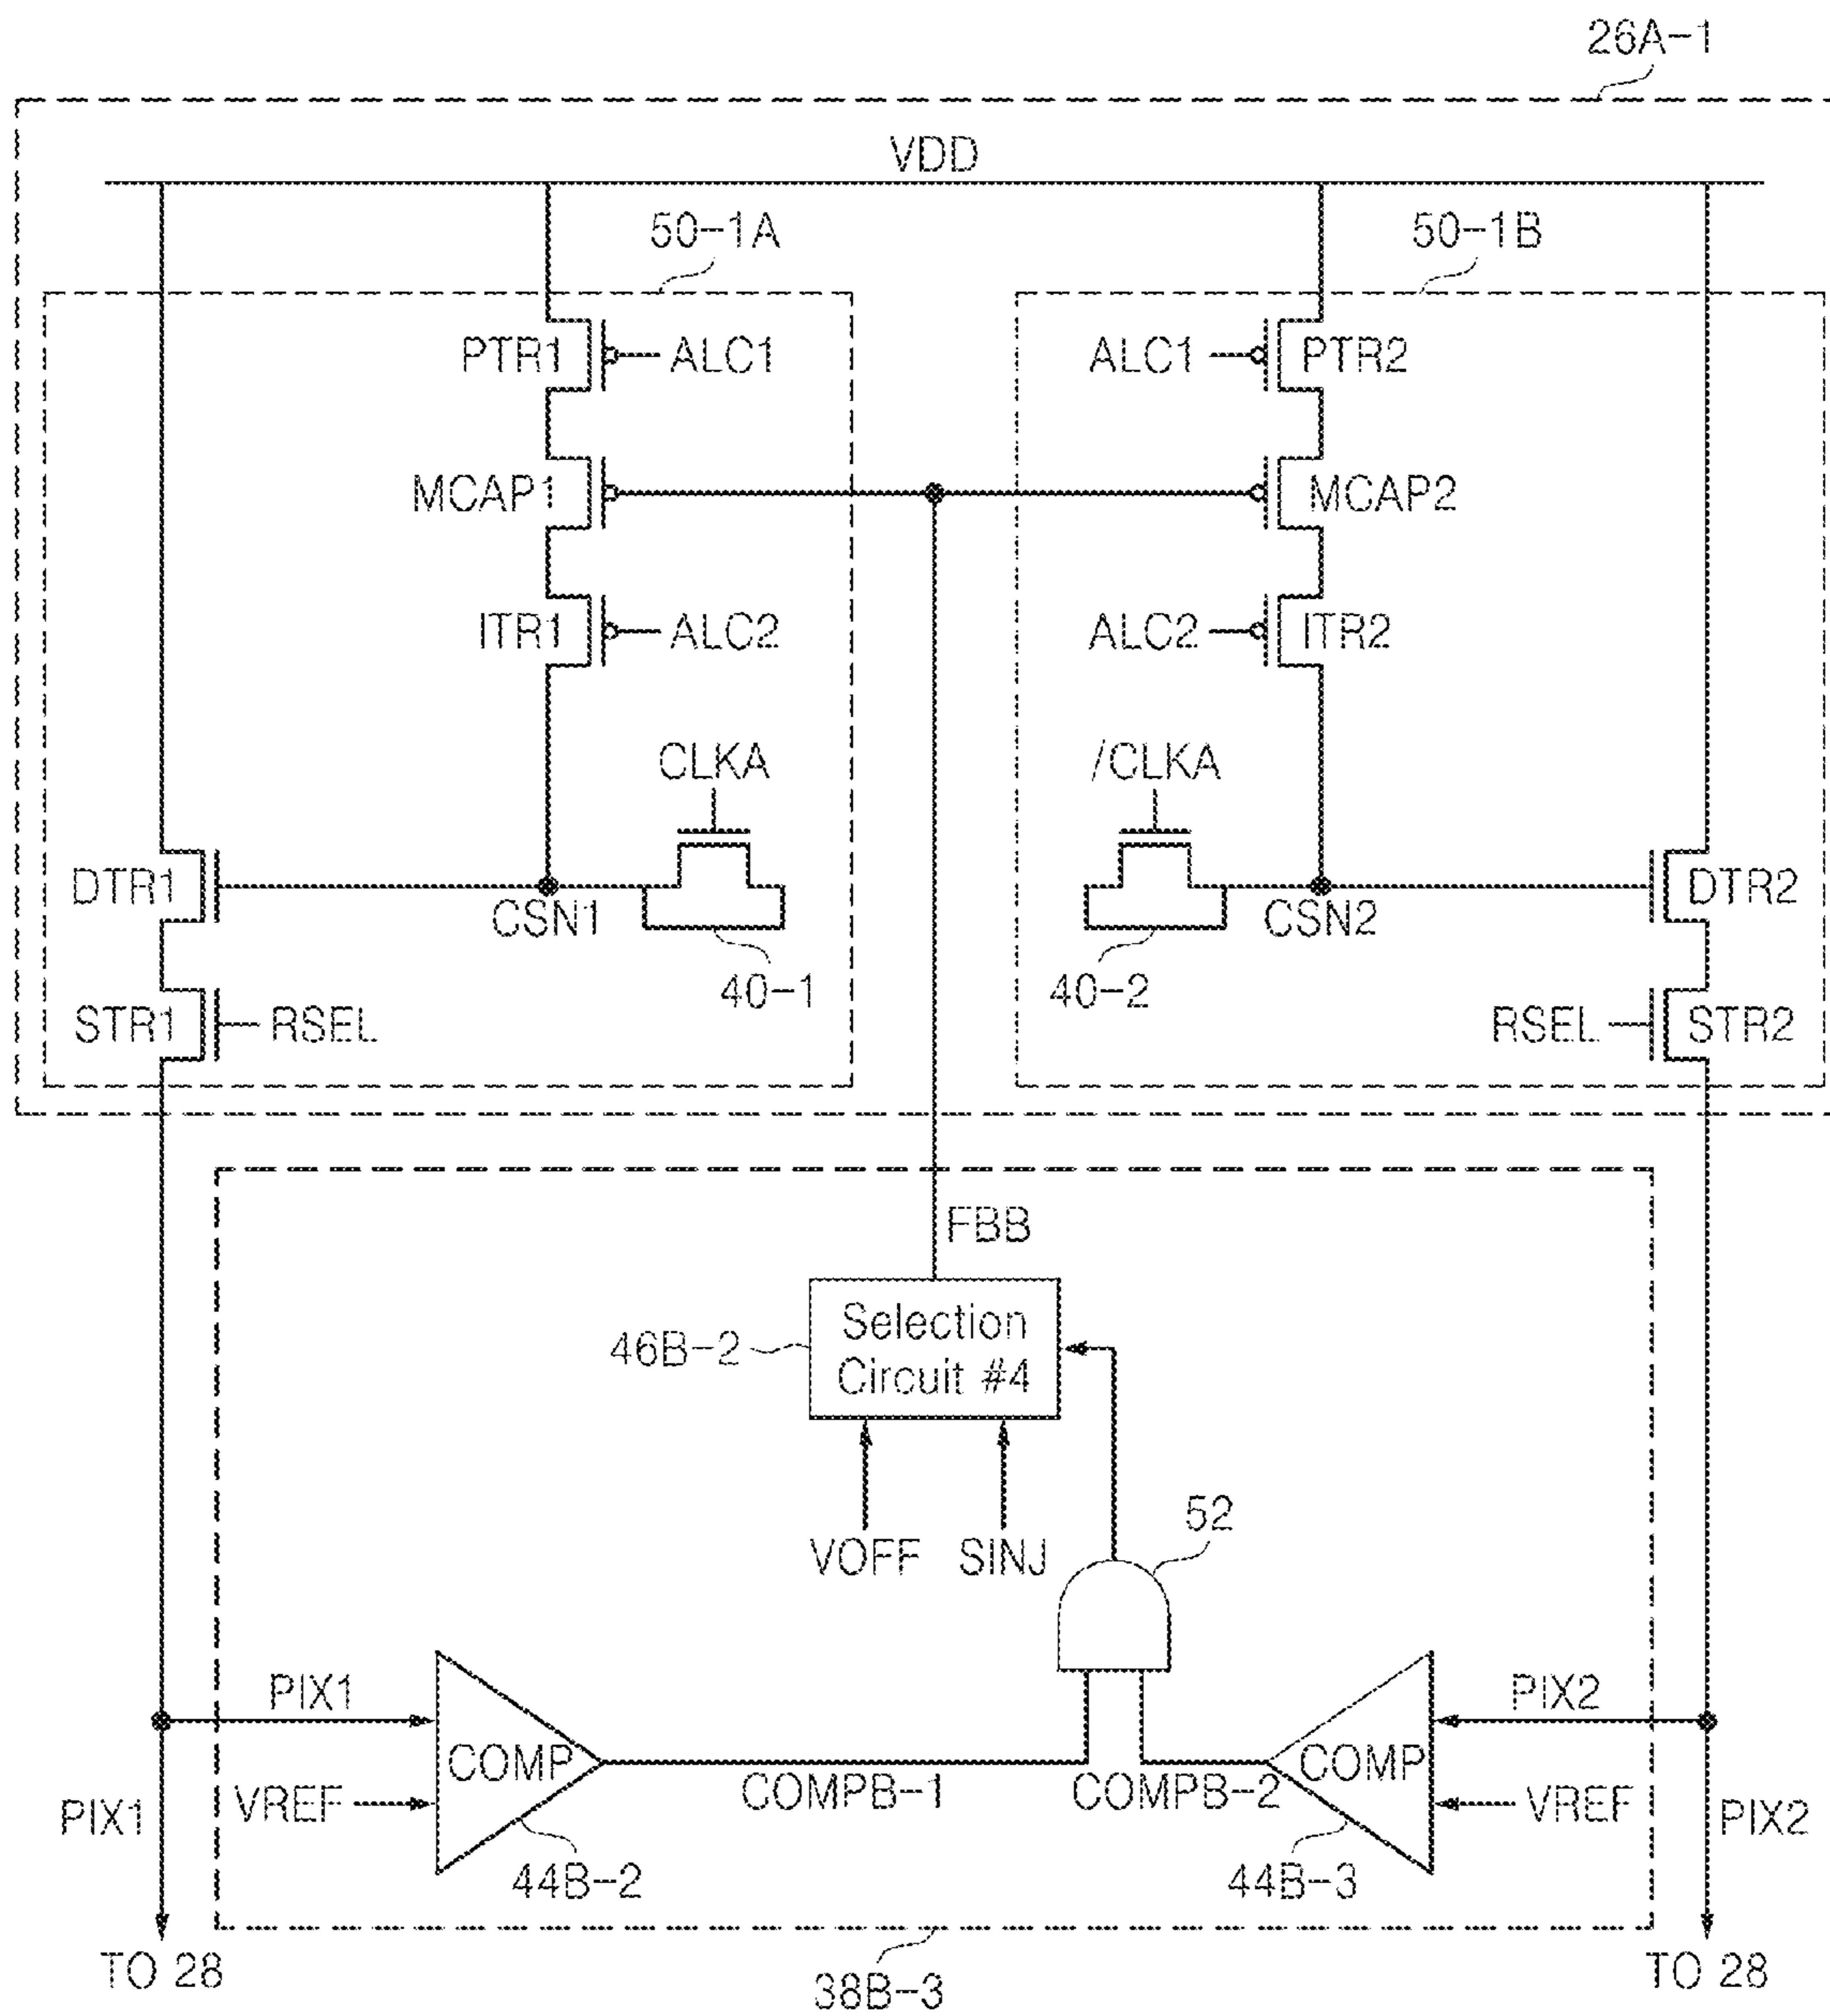 26A-1
VDD
50-1A
50-1B
PTR1
ALC1
ALC1
PTR2
MCAP1
MCAP2
ITR1
ALC2
ALC2
ITR2
CLKA
/CLKA
DTR1
CSN1
CSN2
DTR2
40-1
40-2
STR1
RSEL
RSEL
STR2
FBB
46B-2
Selection
Circuit #4
VOFF
SINJ
52
PIX1
PIX2
COMP
COMP
VREF
COMPB-1
COMPB-2
VREF
PIX1
PIX2
44B-2
44B-3
TO 28
38B-3
TO 28